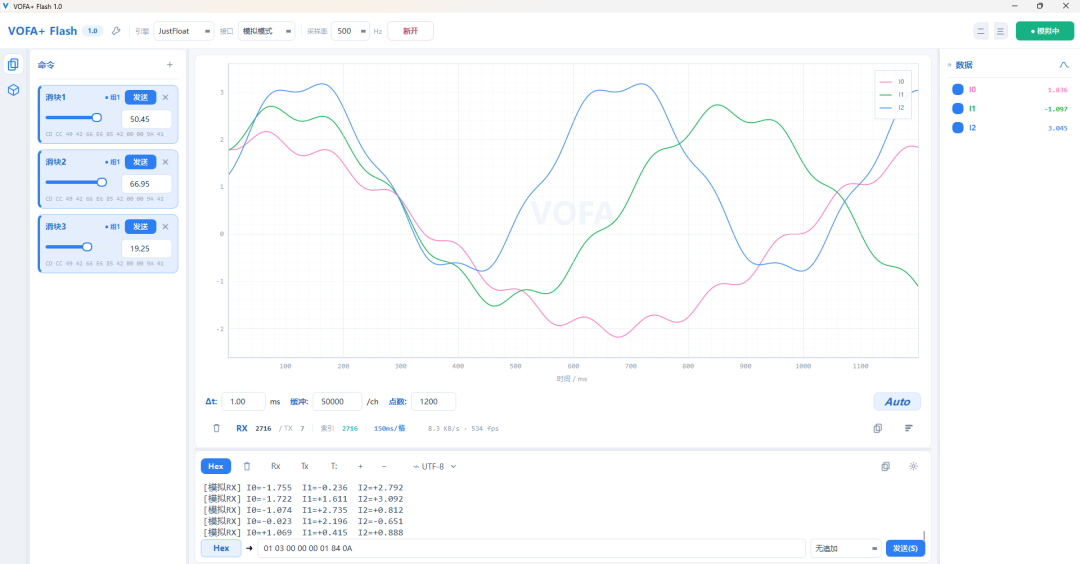 VOFA+ Flash 1.0
VOFA+ Flash 1.0 引擎 JustFloat 接口 模拟模式 采样率 500 Hz 断开 模拟中
命令 +
滑块1 组1 发送
50.45
CD CC 49 42 66 E6 85 42 00 00 9A 41
滑块2 组1 发送
66.95
CD CC 49 42 66 E6 85 42 00 00 9A 41
滑块3 组1 发送
19.25
CD CC 49 42 66 E6 85 42 00 00 9A 41
I0
I1
I2
3
2
1
0
-1
-2
VOFA
100 200 300 400 500 600 700 800 900 1000 1100
时间 / ms
Δt: 1.00 ms 缓冲: 50000 /ch 点数: 1200 Auto
RX 2716 / TX 7 索引 2716 150ms/格 8.3 KB/s · 534 fps
Hex Rx Tx T: + − UTF-8
[模拟RX] I0=-1.755 I1=-0.236 I2=+2.792
[模拟RX] I0=-1.722 I1=+1.611 I2=+3.092
[模拟RX] I0=-1.074 I1=+2.735 I2=+0.812
[模拟RX] I0=-0.023 I1=+2.196 I2=-0.651
[模拟RX] I0=+1.069 I1=+0.415 I2=+0.888
Hex → 01 03 00 00 00 01 84 0A 无追加 发送(S)
数据
I0 1.836
I1 -1.097
I2 3.045